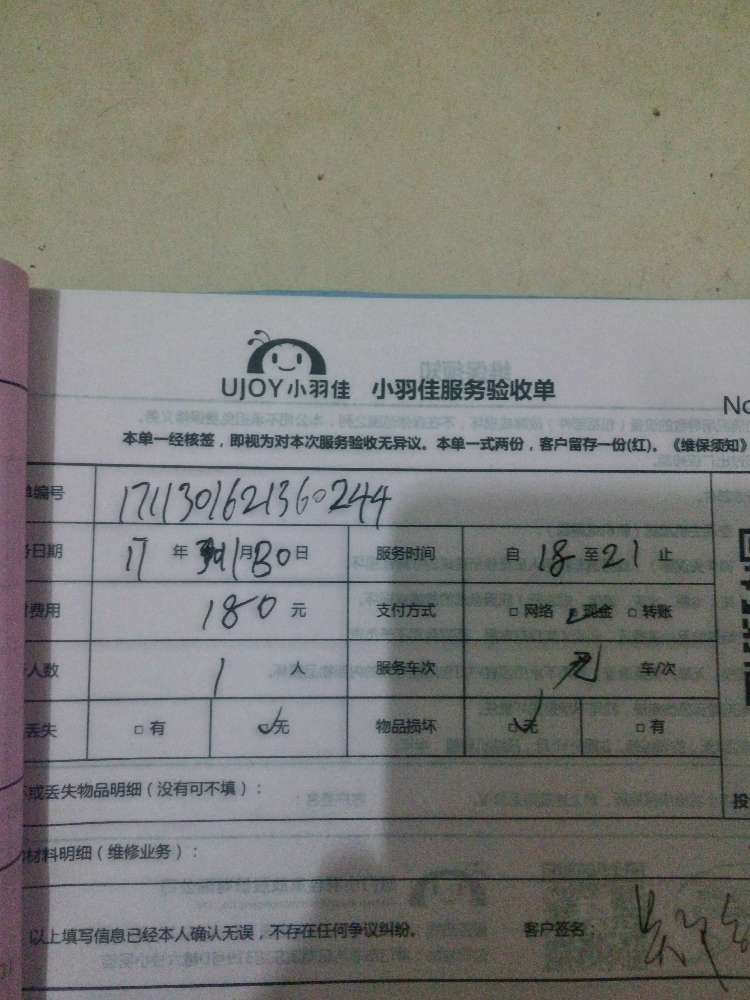 UJOY小羽佳 小羽佳服务验收单
No
本单一经核签，即视为对本次服务验收无异议。本单一式两份，客户留存一份(红)。《维保须知》
编号 1711301621360244
日期 17 年 11 月 30 日 服务时间 自 18 至 21 止
费用 180 元 支付方式 □ 网络 ✓ 现金 □ 转账
人数 1 人 服务车次 无 车/次
丢失 □ 有 ✓ 无 物品损坏 ✓ 无 □ 有
或丢失物品明细（没有可不填）：
投
材料明细（维修业务）：
以上填写信息已经本人确认无误，不存在任何争议纠纷。 客户签名：